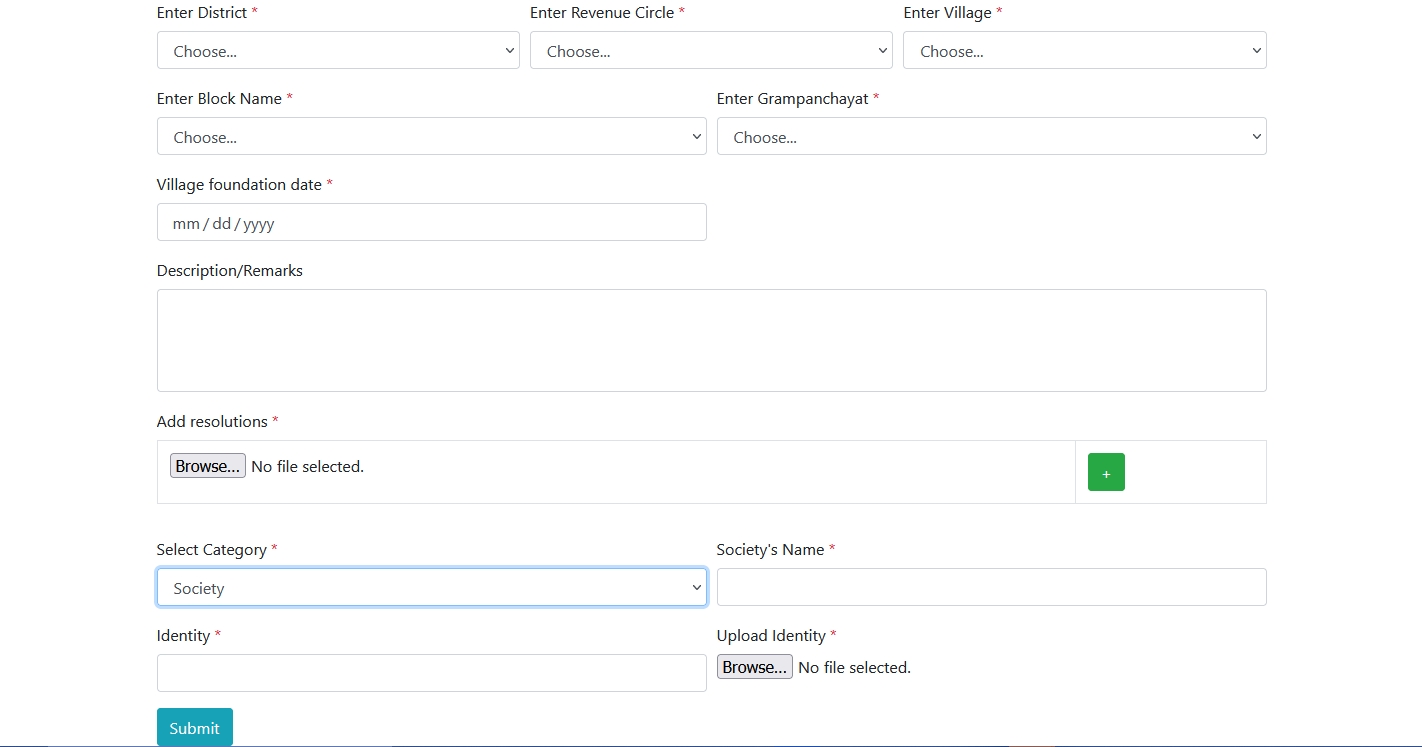 Enter District * Enter Revenue Circle * Enter Village *
Choose... Choose... Choose...
Enter Block Name * Enter Grampanchayat *
Choose... Choose...
Village foundation date *
mm / dd / yyyy
Description/Remarks
Add resolutions *
Browse... No file selected. +
Select Category * Society's Name *
Society
Identity * Upload Identity *
Browse... No file selected.
Submit